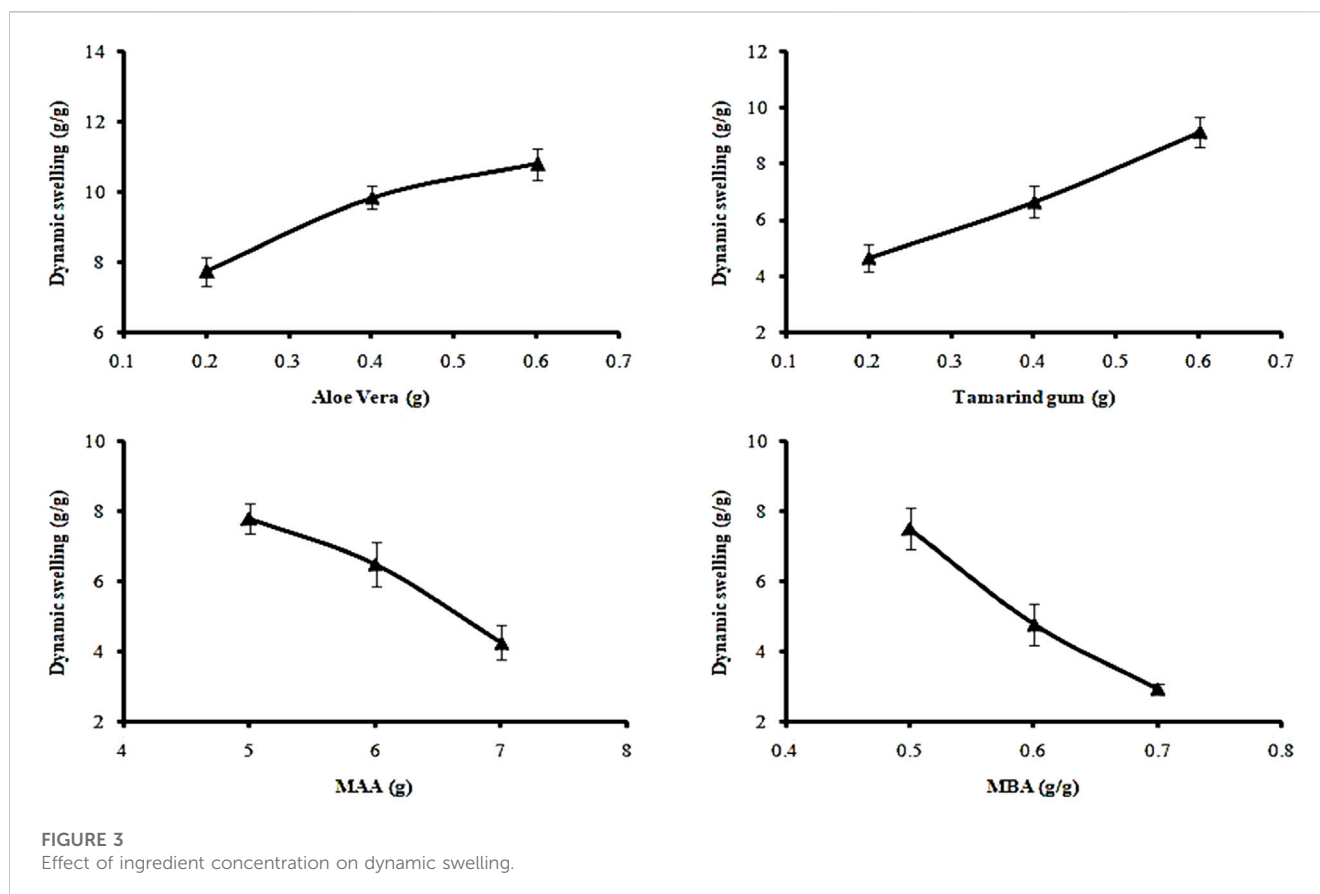 14
12
10
8
6
Dynamic swelling (g/g)
0.1 0.2 0.3 0.4 0.5 0.6 0.7
Aloe Vera (g)
12
10
8
6
4
2
Dynamic swelling (g/g)
0.1 0.2 0.3 0.4 0.5 0.6 0.7
Tamarind gum (g)
10
8
6
4
2
Dynamic swelling (g/g)
4 5 6 7 8
MAA (g)
10
8
6
4
2
Dynamic swelling (g/g)
0.4 0.5 0.6 0.7 0.8
MBA (g/g)
FIGURE 3
Effect of ingredient concentration on dynamic swelling.